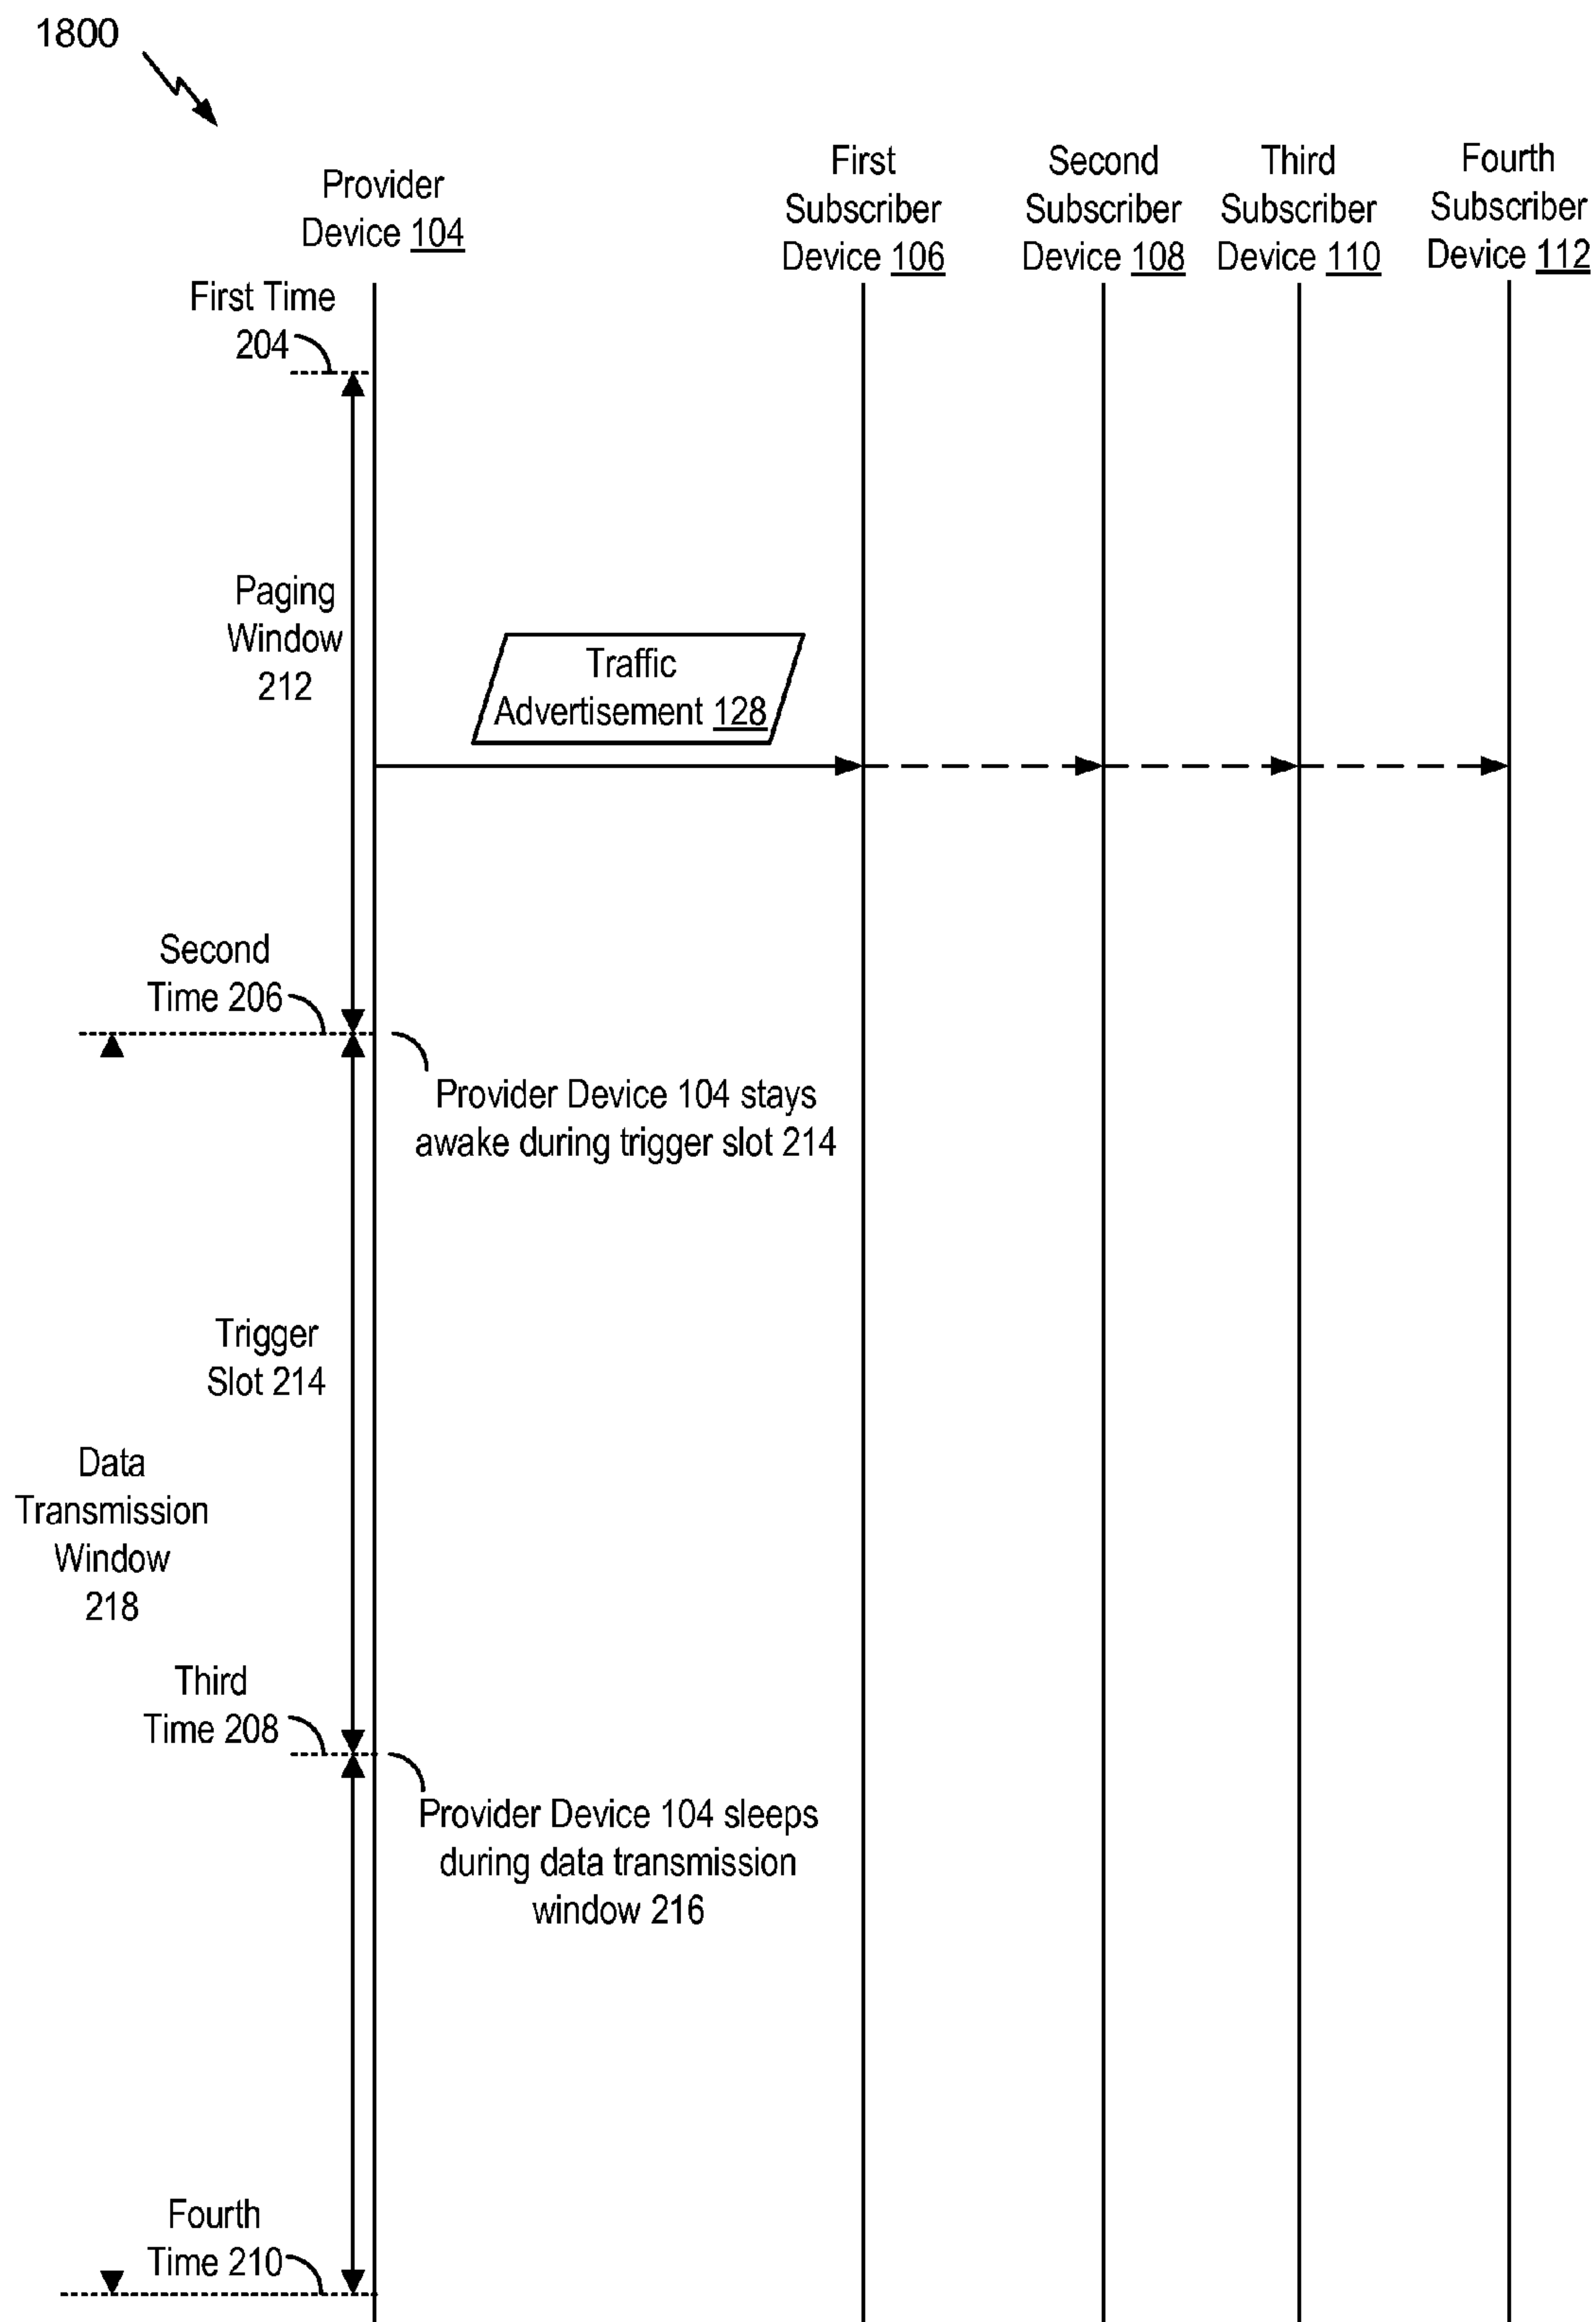 1800
Provider
Device 104
First
Subscriber
Device 106
Second
Subscriber
Device 108
Third
Subscriber
Device 110
Fourth
Subscriber
Device 112
First Time
204
Paging
Window
212
Traffic
Advertisement 128
Second
Time 206
Provider Device 104 stays
awake during trigger slot 214
Trigger
Slot 214
Data
Transmission
Window
218
Third
Time 208
Provider Device 104 sleeps
during data transmission
window 216
Fourth
Time 210